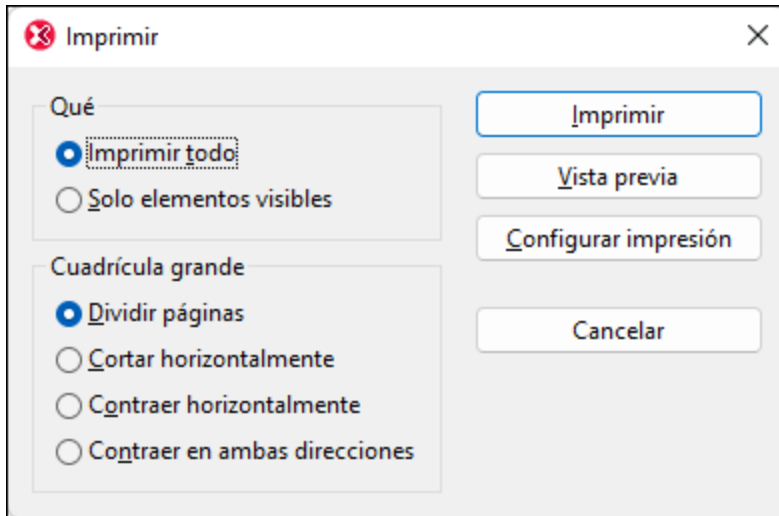 Imprimir
Qué
Imprimir todo
Solo elementos visibles
Cuadrícula grande
Dividir páginas
Cortar horizontalmente
Contraer horizontalmente
Contraer en ambas direcciones
Imprimir
Vista previa
Configurar impresión
Cancelar